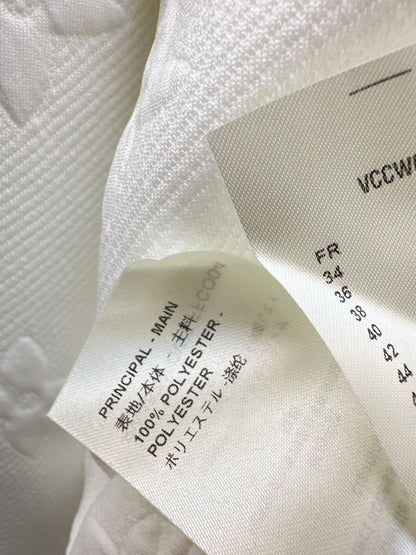 VCCW
FR
34
36
38
40
42
44
PRINCIPAL - MAIN
表地/本体 - 主料
100% POLYESTER -
POLYESTER
ポリエステル - 涤纶